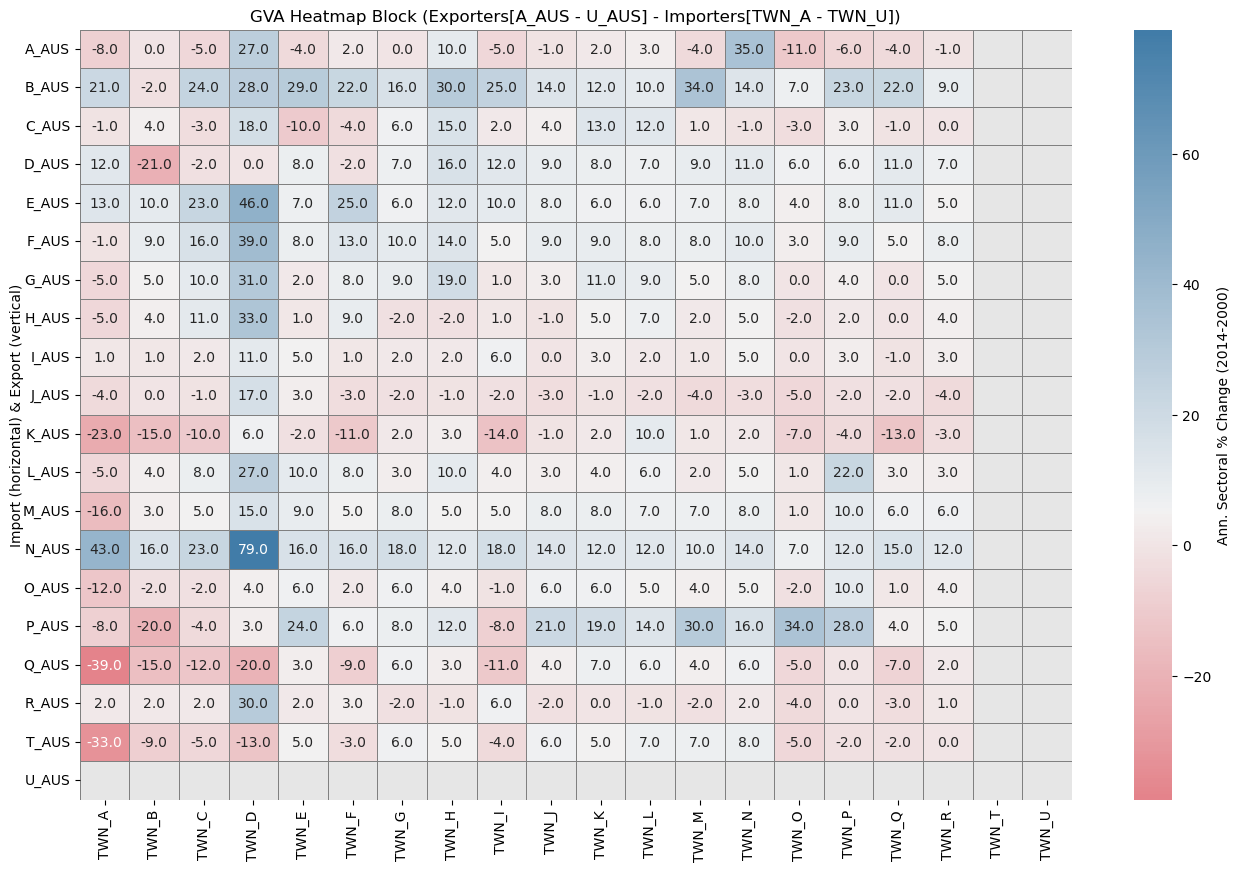 GVA Heatmap Block (Exporters[A_AUS - U_AUS] - Importers[TWN_A - TWN_U])
Import (horizontal) & Export (vertical)
A_AUS -8.0 0.0 -5.0 27.0 -4.0 2.0 0.0 10.0 -5.0 -1.0 2.0 3.0 -4.0 35.0 -11.0 -6.0 -4.0 -1.0
B_AUS 21.0 -2.0 24.0 28.0 29.0 22.0 16.0 30.0 25.0 14.0 12.0 10.0 34.0 14.0 7.0 23.0 22.0 9.0
C_AUS -1.0 4.0 -3.0 18.0 -10.0 -4.0 6.0 15.0 2.0 4.0 13.0 12.0 1.0 -1.0 -3.0 3.0 -1.0 0.0
D_AUS 12.0 -21.0 -2.0 0.0 8.0 -2.0 7.0 16.0 12.0 9.0 8.0 7.0 9.0 11.0 6.0 6.0 11.0 7.0
E_AUS 13.0 10.0 23.0 46.0 7.0 25.0 6.0 12.0 10.0 8.0 6.0 6.0 7.0 8.0 4.0 8.0 11.0 5.0
F_AUS -1.0 9.0 16.0 39.0 8.0 13.0 10.0 14.0 5.0 9.0 9.0 8.0 8.0 10.0 3.0 9.0 5.0 8.0
G_AUS -5.0 5.0 10.0 31.0 2.0 8.0 9.0 19.0 1.0 3.0 11.0 9.0 5.0 8.0 0.0 4.0 0.0 5.0
H_AUS -5.0 4.0 11.0 33.0 1.0 9.0 -2.0 -2.0 1.0 -1.0 5.0 7.0 2.0 5.0 -2.0 2.0 0.0 4.0
I_AUS 1.0 1.0 2.0 11.0 5.0 1.0 2.0 2.0 6.0 0.0 3.0 2.0 1.0 5.0 0.0 3.0 -1.0 3.0
J_AUS -4.0 0.0 -1.0 17.0 3.0 -3.0 -2.0 -1.0 -2.0 -3.0 -1.0 -2.0 -4.0 -3.0 -5.0 -2.0 -2.0 -4.0
K_AUS -23.0 -15.0 -10.0 6.0 -2.0 -11.0 2.0 3.0 -14.0 -1.0 2.0 10.0 1.0 2.0 -7.0 -4.0 -13.0 -3.0
L_AUS -5.0 4.0 8.0 27.0 10.0 8.0 3.0 10.0 4.0 3.0 4.0 6.0 2.0 5.0 1.0 22.0 3.0 3.0
M_AUS -16.0 3.0 5.0 15.0 9.0 5.0 8.0 5.0 5.0 8.0 8.0 7.0 7.0 8.0 1.0 10.0 6.0 6.0
N_AUS 43.0 16.0 23.0 79.0 16.0 16.0 18.0 12.0 18.0 14.0 12.0 12.0 10.0 14.0 7.0 12.0 15.0 12.0
O_AUS -12.0 -2.0 -2.0 4.0 6.0 2.0 6.0 4.0 -1.0 6.0 6.0 5.0 4.0 5.0 -2.0 10.0 1.0 4.0
P_AUS -8.0 -20.0 -4.0 3.0 24.0 6.0 8.0 12.0 -8.0 21.0 19.0 14.0 30.0 16.0 34.0 28.0 4.0 5.0
Q_AUS -39.0 -15.0 -12.0 -20.0 3.0 -9.0 6.0 3.0 -11.0 4.0 7.0 6.0 4.0 6.0 -5.0 0.0 -7.0 2.0
R_AUS 2.0 2.0 2.0 30.0 2.0 3.0 -2.0 -1.0 6.0 -2.0 0.0 -1.0 -2.0 2.0 -4.0 0.0 -3.0 1.0
T_AUS -33.0 -9.0 -5.0 -13.0 5.0 -3.0 6.0 5.0 -4.0 6.0 5.0 7.0 7.0 8.0 -5.0 -2.0 -2.0 0.0
U_AUS
TWN_A TWN_B TWN_C TWN_D TWN_E TWN_F TWN_G TWN_H TWN_I TWN_J TWN_K TWN_L TWN_M TWN_N TWN_O TWN_P TWN_Q TWN_R TWN_T TWN_U
60
40
20
0
−20
Ann. Sectoral % Change (2014-2000)